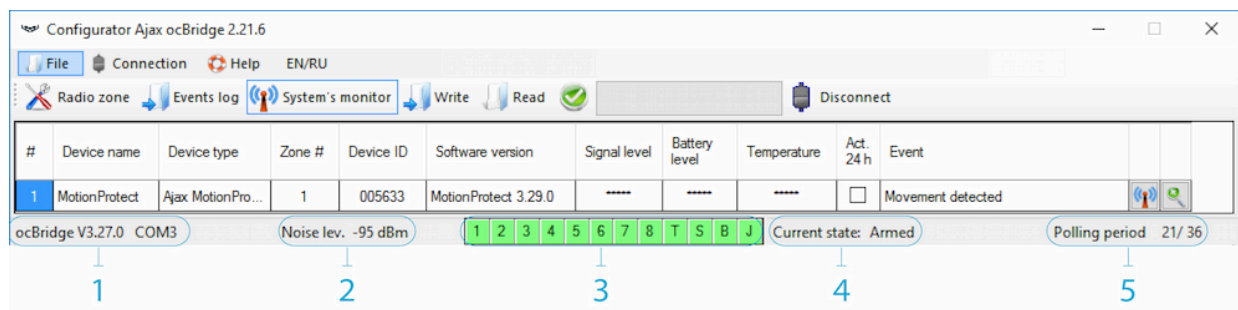 Configurator Ajax ocBridge 2.21.6
File Connection Help EN/RU
Radio zone Events log System's monitor Write Read Disconnect
# Device name Device type Zone # Device ID Software version Signal level Battery level Temperature Act. 24 h Event
1 MotionProtect Ajax MotionPro... 1 005633 MotionProtect 3.29.0 ***** ***** ***** Movement detected
ocBridge V3.27.0 COM3 Noise lev. -95 dBm 1 2 3 4 5 6 7 8 T S B J Current state: Armed Polling period 21/ 36
1 2 3 4 5